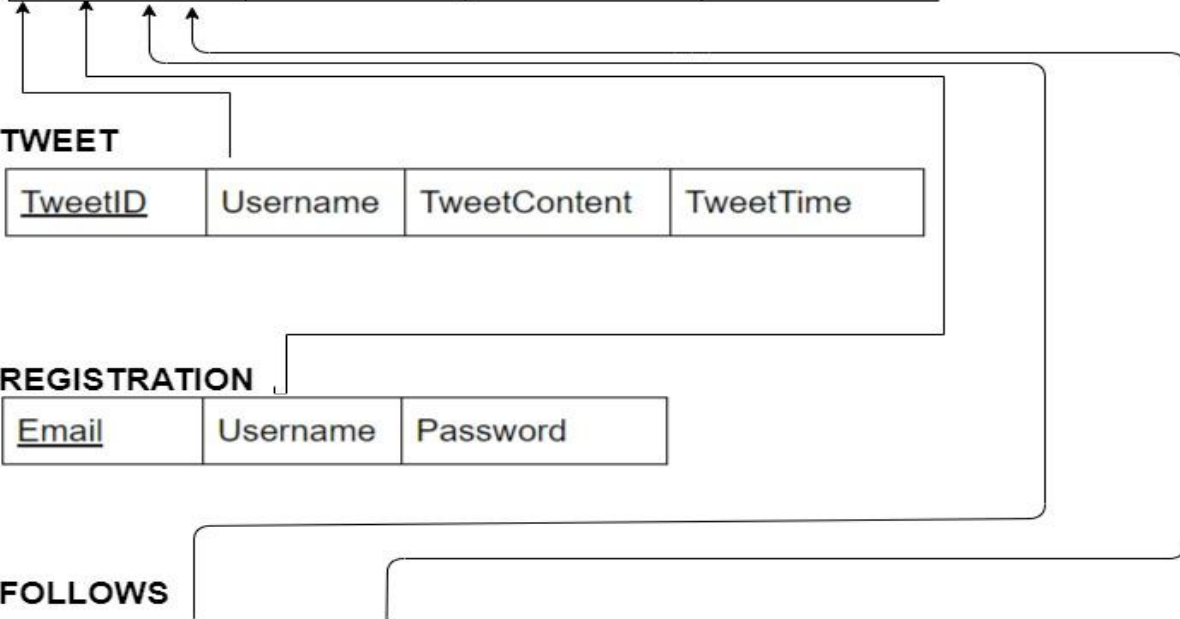 TWEET
TweetID Username TweetContent TweetTime
REGISTRATION
Email Username Password
FOLLOWS